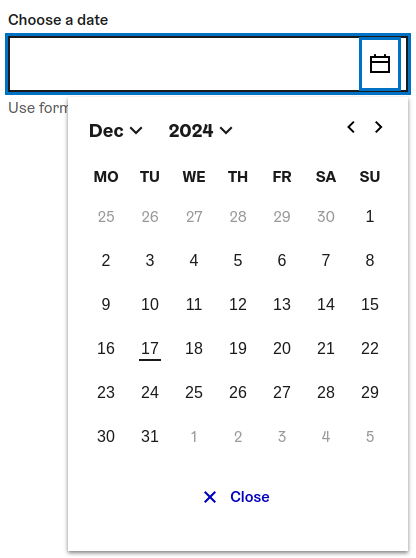 Choose a date
Use form
Dec 2024
MO TU WE TH FR SA SU
25 26 27 28 29 30 1
2 3 4 5 6 7 8
9 10 11 12 13 14 15
16 17 18 19 20 21 22
23 24 25 26 27 28 29
30 31 1 2 3 4 5
Close